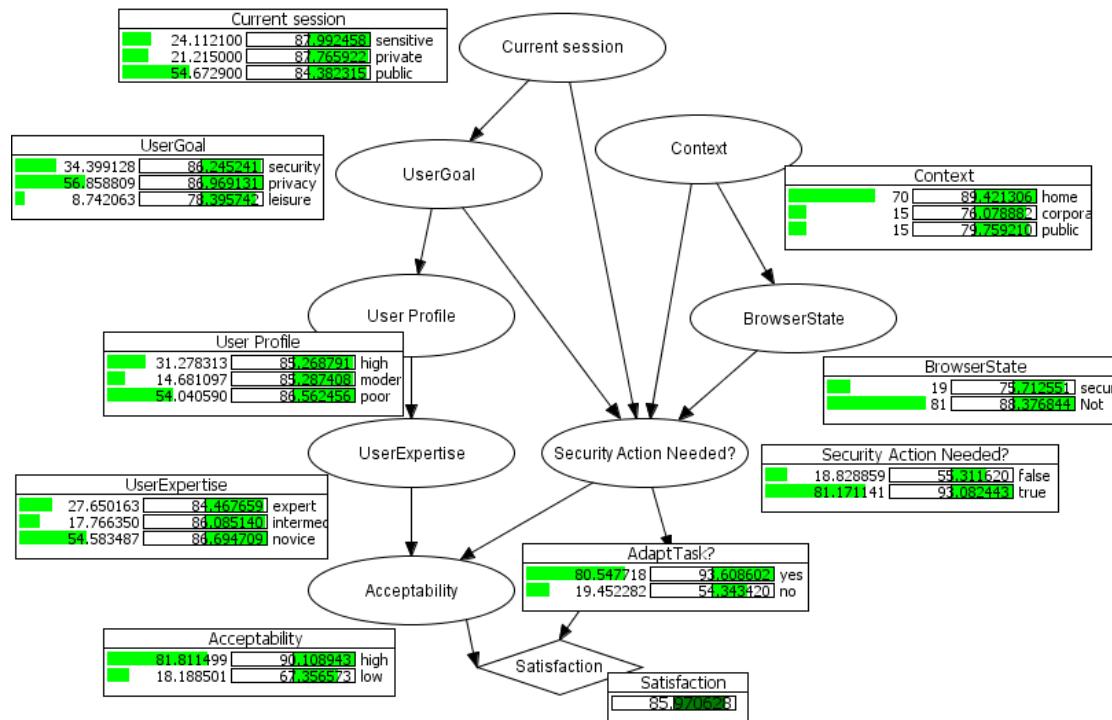 Current session
24.112100 87.992458 sensitive
21.215000 87.765922 private
54.672900 84.382315 public
Current session
UserGoal
34.399128 86.245241 security
56.858809 86.969131 privacy
8.742063 78.395742 leisure
UserGoal
Context
Context
70 89.421306 home
15 76.078882 corpora
15 79.759210 public
User Profile
BrowserState
User Profile
31.278313 85.268791 high
14.681097 85.287408 moder
54.040590 86.562456 poor
BrowserState
19 75.712551 secur
81 88.376844 Not
UserExpertise
Security Action Needed?
Security Action Needed?
18.828859 55.311620 false
81.171141 93.082443 true
UserExpertise
27.650163 84.467659 expert
17.766350 86.085140 intermed
54.583487 86.694709 novice
AdaptTask?
80.547718 93.608602 yes
19.452282 54.343420 no
Acceptability
Acceptability
81.811499 90.108943 high
18.188501 67.356573 low
Satisfaction
Satisfaction
85.970628